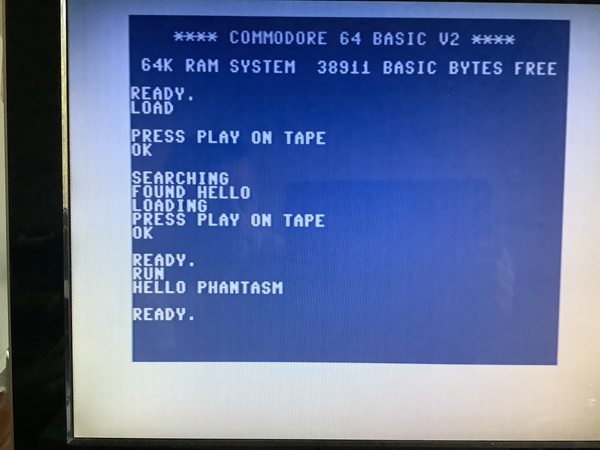 **** COMMODORE 64 BASIC V2 ****
64K RAM SYSTEM  38911 BASIC BYTES FREE
READY.
LOAD
PRESS PLAY ON TAPE
OK
SEARCHING
FOUND HELLO
LOADING
PRESS PLAY ON TAPE
OK
READY.
RUN
HELLO PHANTASM
READY.